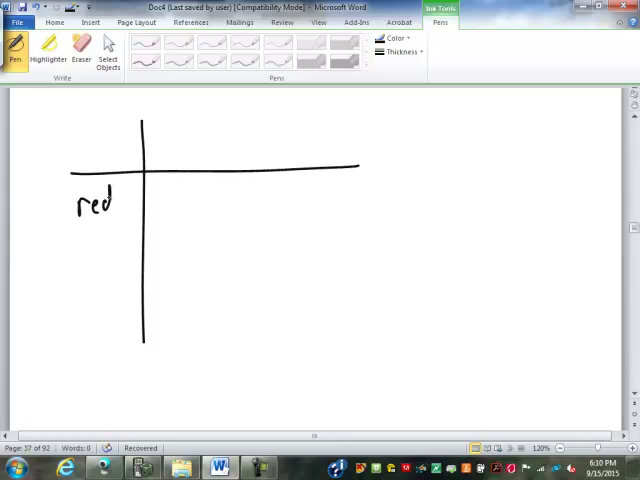 Doc4 (Last saved by user) [Compatibility Mode] - Microsoft Word
Ink Tools
File Home Insert Page Layout References Mailings Review View Add-Ins Acrobat Pens
Pen Highlighter Eraser Select Objects
Color
Thickness
Write Pens
red
Page: 37 of 92 Words: 0 Recovered 120%
6:10 PM
9/15/2015